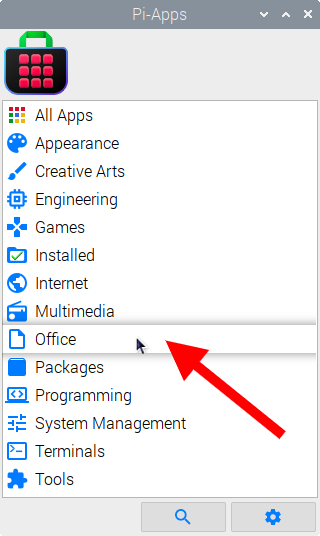 Pi-Apps
All Apps
Appearance
Creative Arts
Engineering
Games
Installed
Internet
Multimedia
Office
Packages
Programming
System Management
Terminals
Tools